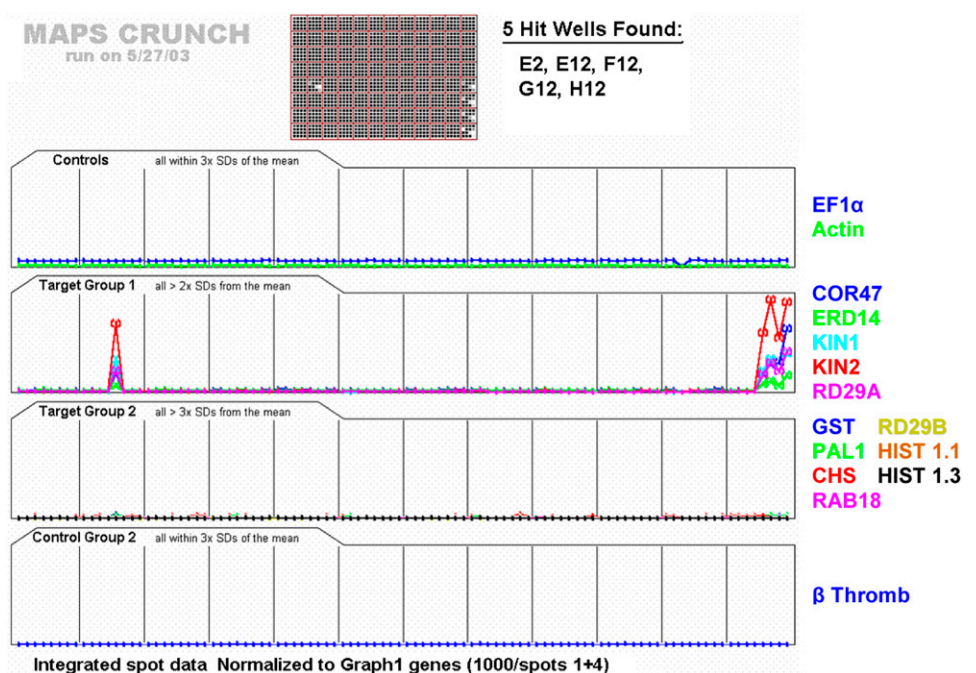 MAPS CRUNCH
run on 5/27/03
5 Hit Wells Found:
E2, E12, F12,
G12, H12
Controls all within 3x SDs of the mean
EF1α
Actin
Target Group 1 all > 2x SDs from the mean
COR47
ERD14
KIN1
KIN2
RD29A
Target Group 2 all > 3x SDs from the mean
GST RD29B
PAL1 HIST 1.1
CHS HIST 1.3
RAB18
Control Group 2 all within 3x SDs of the mean
β Thromb
Integrated spot data Normalized to Graph1 genes (1000/spots 1+4)